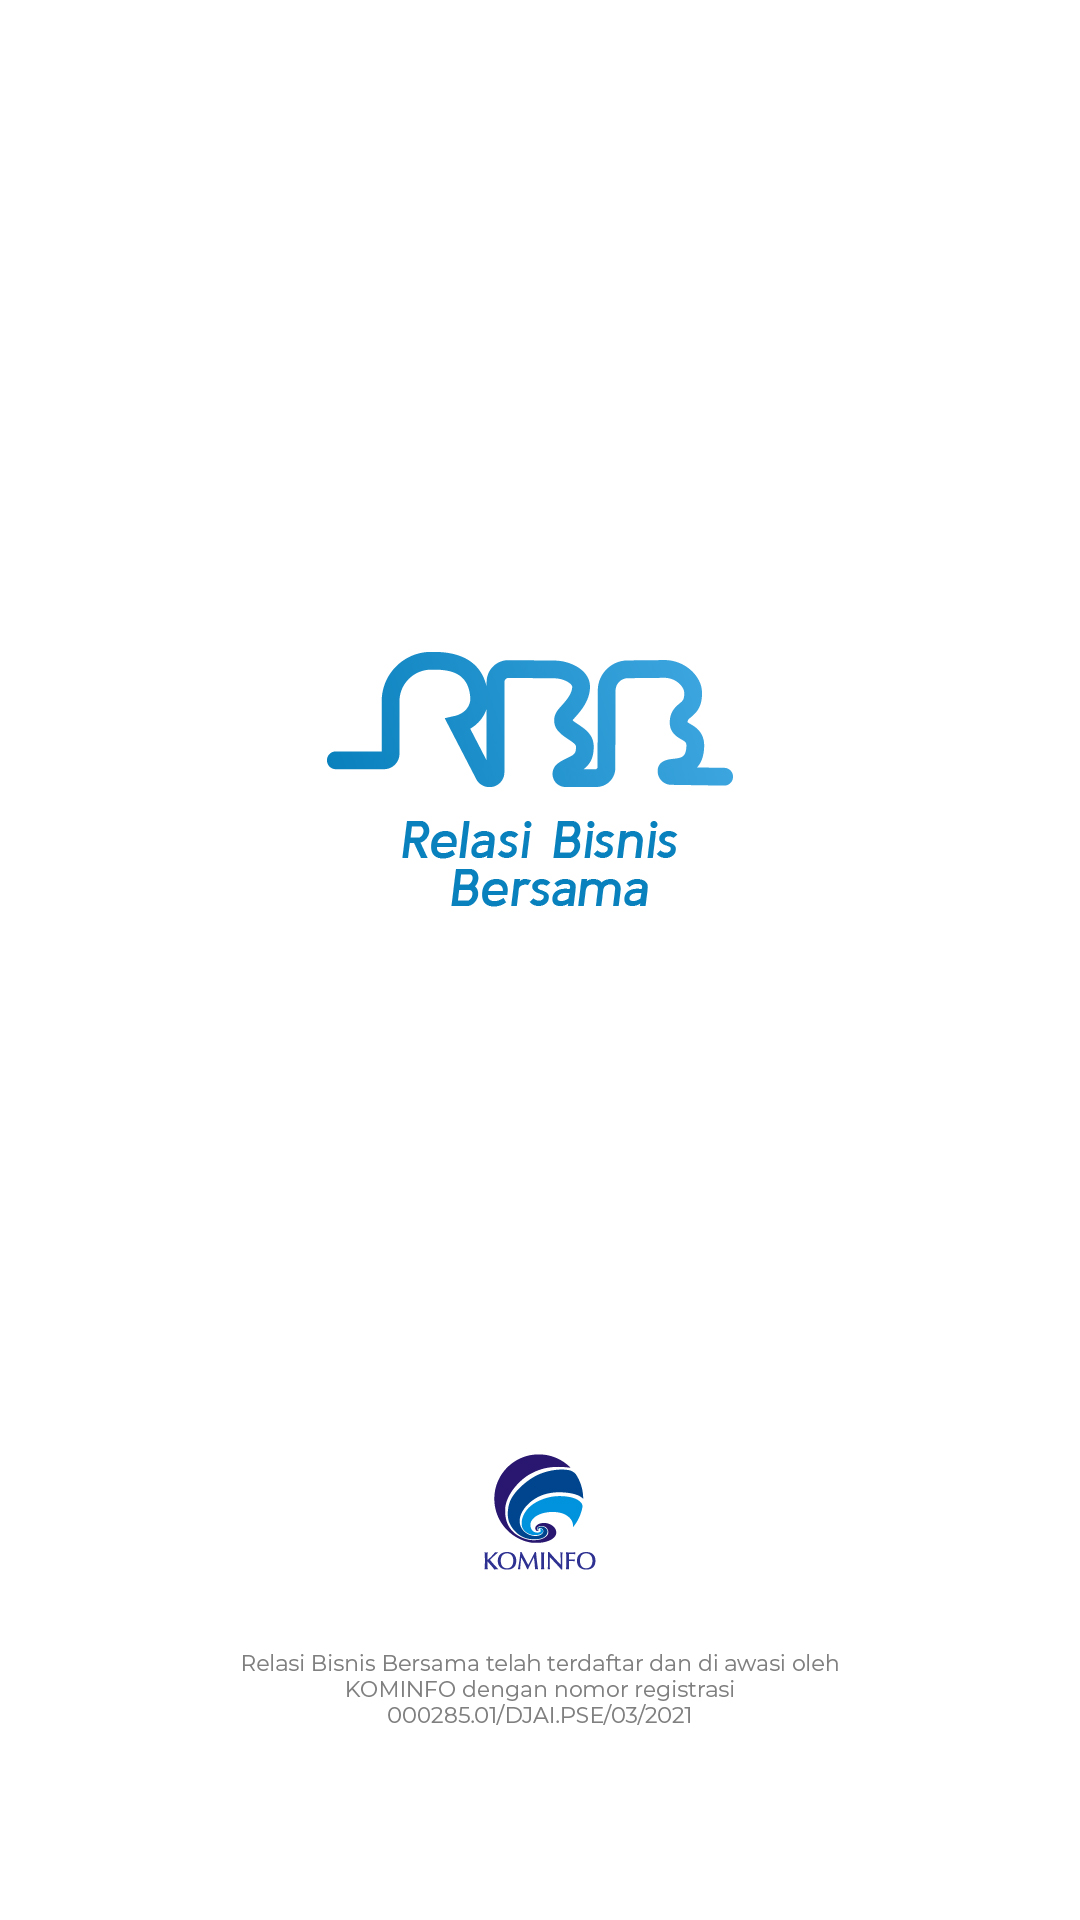 RBB
Relasi Bisnis
Bersama
KOMINFO
Relasi Bisnis Bersama telah terdaftar dan di awasi oleh
KOMINFO dengan nomor registrasi
000285.01/DJAI.PSE/03/2021